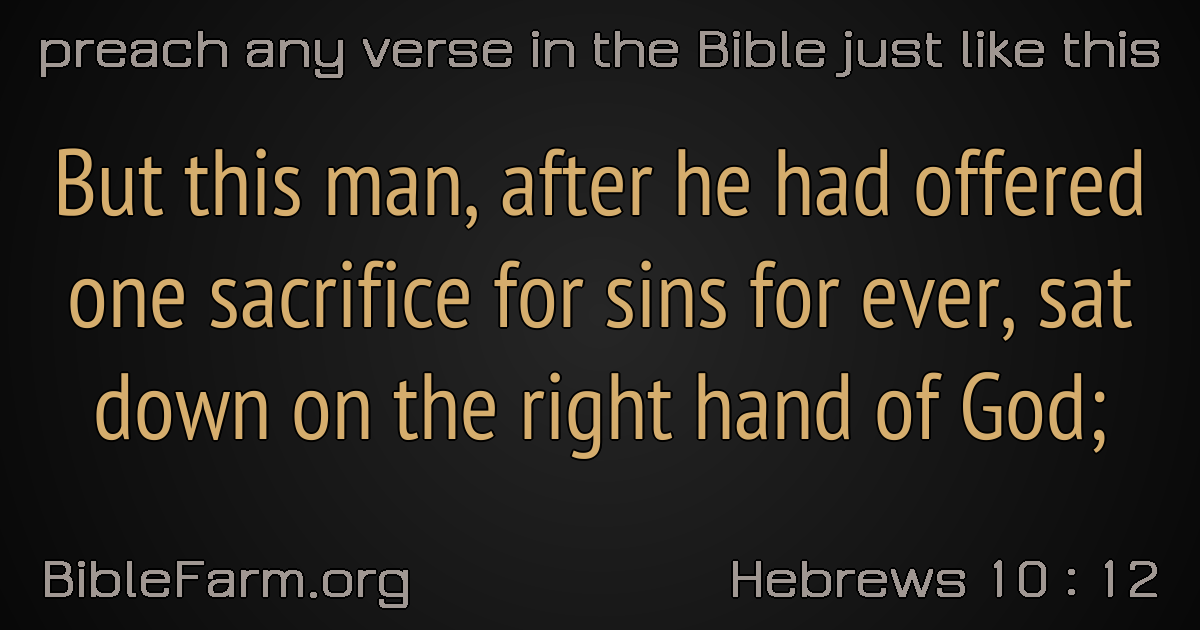 preach any verse in the Bible just like this
But this man, after he had offered
one sacrifice for sins for ever, sat
down on the right hand of God;
BibleFarm.org
Hebrews 10 : 12